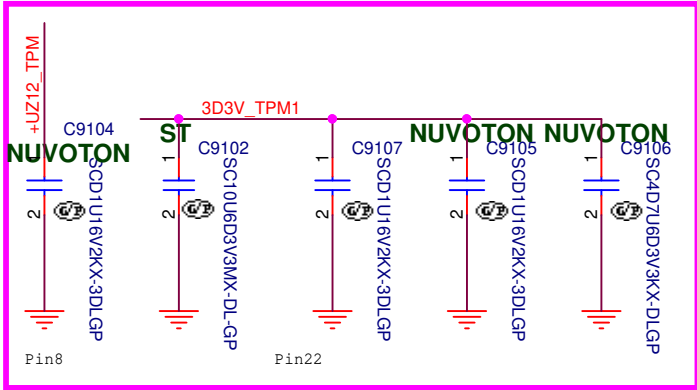 +UZ12_TPM
3D3V_TPM1
C9104
NUVOTON
1
2
G/P
SCD1U16V2KX-3DLGP
ST
C9102
1
2
G/P
SC10U6D3V3MX-DL-GP
C9107
1
2
G/P
SCD1U16V2KX-3DLGP
NUVOTON
C9105
1
2
G/P
SCD1U16V2KX-3DLGP
NUVOTON
C9106
1
2
G/P
SC4D7U6D3V3KX-DLGP
Pin8
Pin22